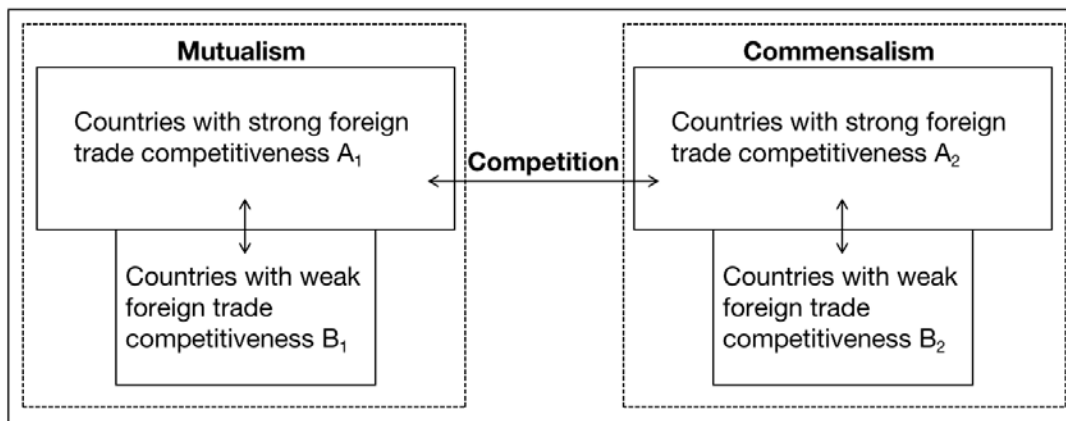 Mutualism
Countries with strong foreign
trade competitiveness A₁
Countries with weak
foreign trade
competitiveness B₁
Competition
Commensalism
Countries with strong foreign
trade competitiveness A₂
Countries with weak
foreign trade
competitiveness B₂